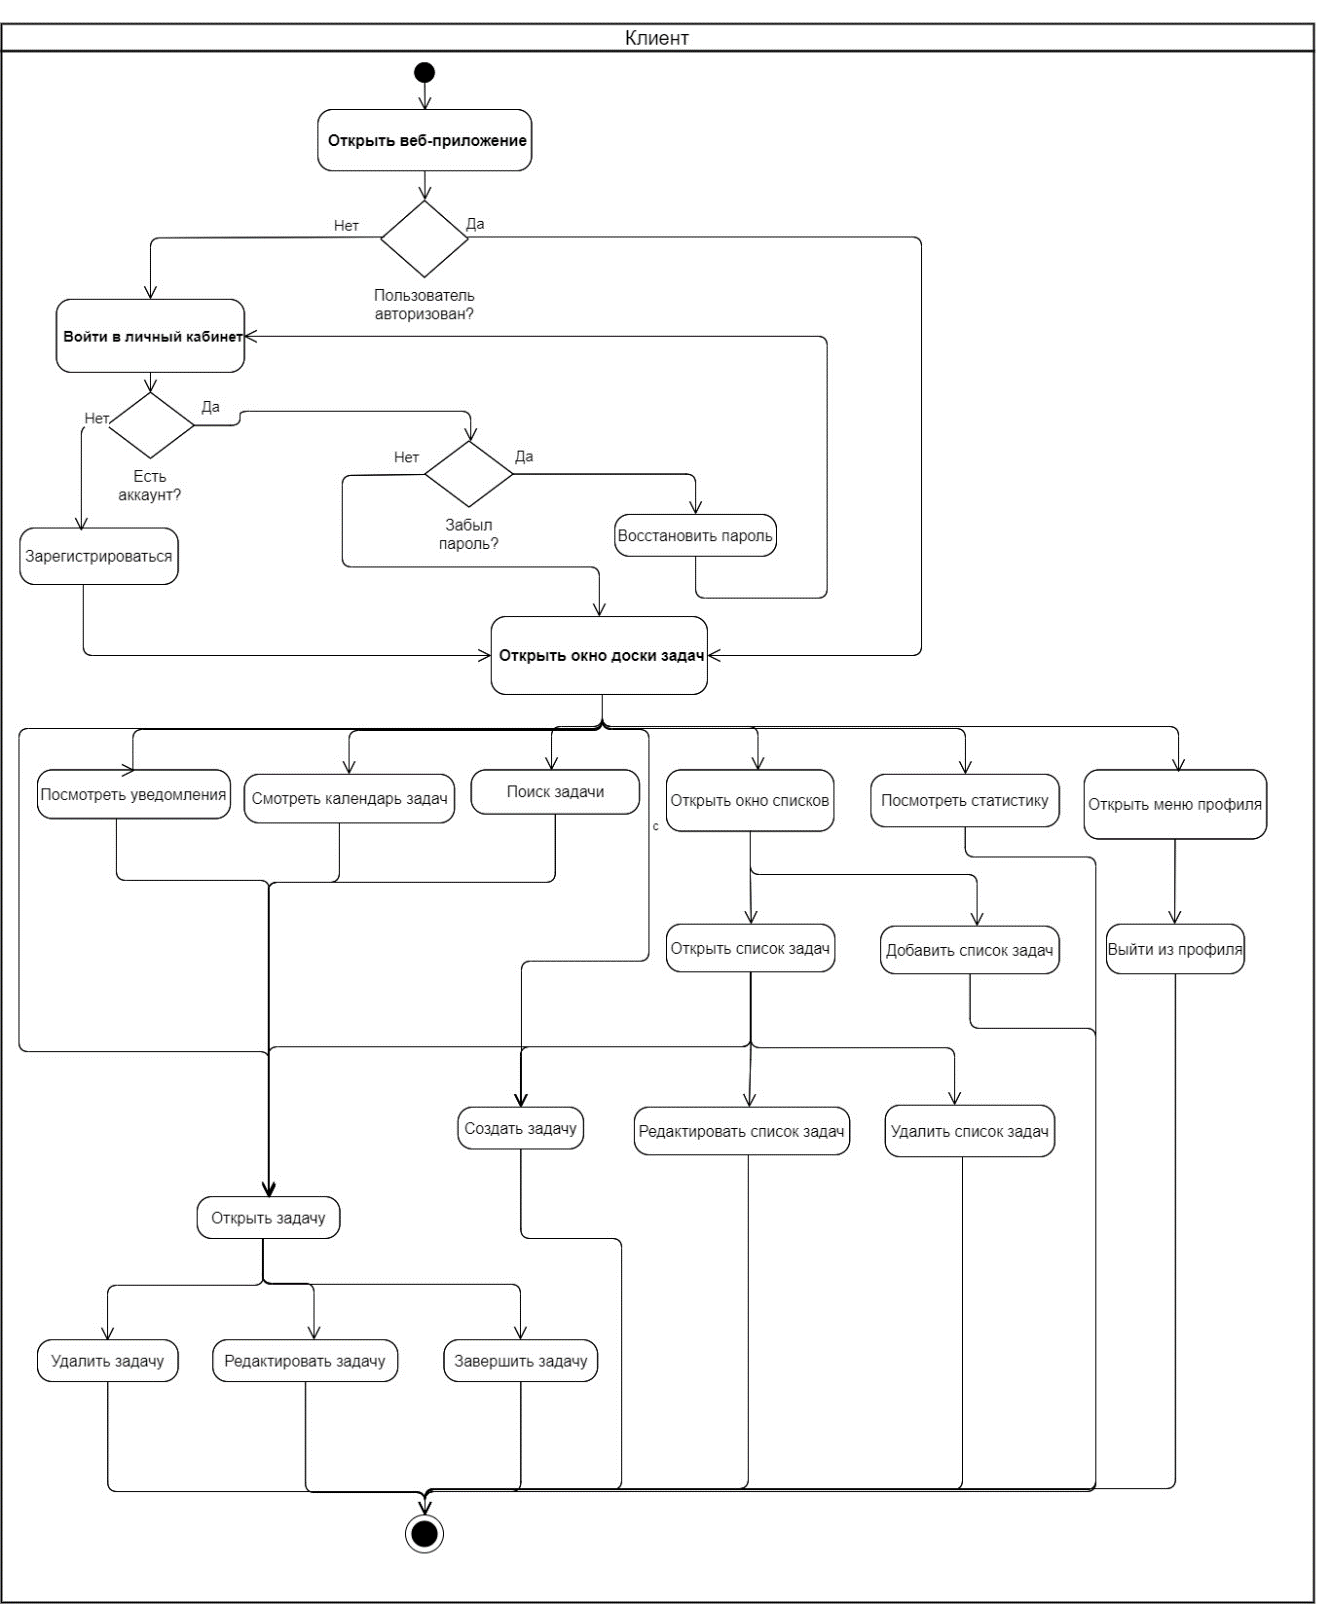 Клиент
Открыть веб-приложение
Нет
Да
Пользователь
авторизован?
Войти в личный кабинет
Нет
Да
Есть
аккаунт?
Нет
Да
Забыл
пароль?
Восстановить пароль
Зарегистрироваться
Открыть окно доски задач
Посмотреть уведомления
Смотреть календарь задач
Поиск задачи
с
Открыть окно списков
Посмотреть статистику
Открыть меню профиля
Открыть список задач
Добавить список задач
Выйти из профиля
Создать задачу
Редактировать список задач
Удалить список задач
Открыть задачу
Удалить задачу
Редактировать задачу
Завершить задачу